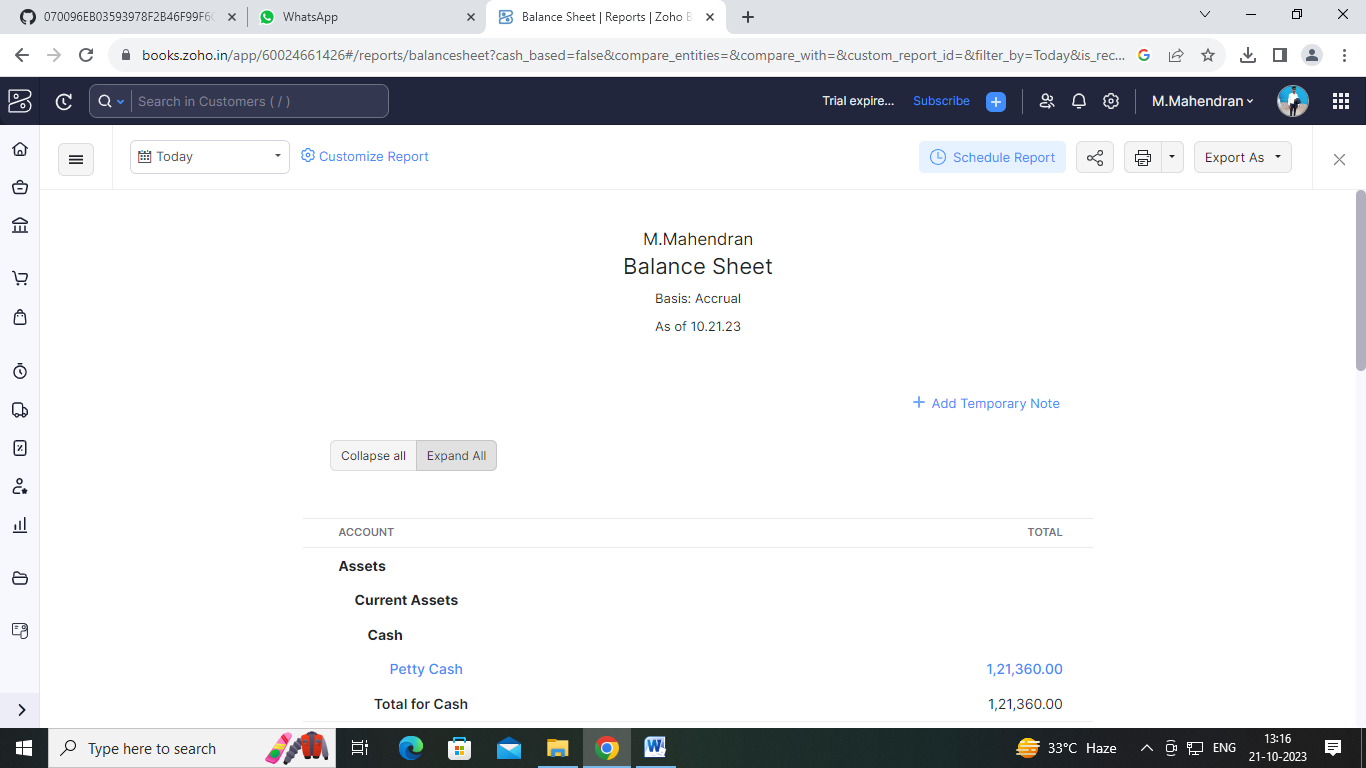 070096EB03593978F2B46F99F6
WhatsApp
Balance Sheet | Reports | Zoho B
books.zoho.in/app/60024661426#/reports/balancesheet?cash_based=false&compare_entities=&compare_with=&custom_report_id=&filter_by=Today&is_rec...
Search in Customers ( / )
Trial expire...
Subscribe
M.Mahendran
Today
Customize Report
Schedule Report
Export As
M.Mahendran
Balance Sheet
Basis: Accrual
As of 10.21.23
Add Temporary Note
Collapse all
Expand All
ACCOUNT TOTAL
Assets
Current Assets
Cash
Petty Cash 1,21,360.00
Total for Cash 1,21,360.00
Type here to search
33°C Haze
ENG
13:16
21-10-2023